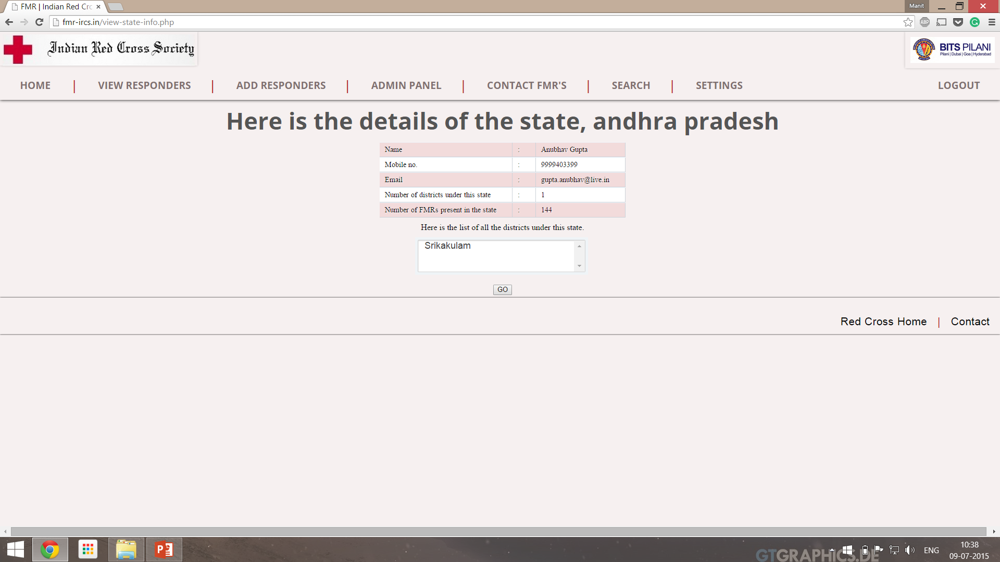 FMR | Indian Red Cro
Manit
fmr-ircs.in/view-state-info.php
ABP
Indian Red Cross Society
BITS PILANI
Pilani | Dubai | Goa | Hyderabad
HOME | VIEW RESPONDERS | ADD RESPONDERS | ADMIN PANEL | CONTACT FMR'S | SEARCH | SETTINGS LOGOUT
Here is the details of the state, andhra pradesh
Name : Anubhav Gupta
Mobile no. : 9999403399
Email : gupta.anubhav@live.in
Number of districts under this state : 1
Number of FMRs present in the state : 144
Here is the list of all the districts under this state.
Srikakulam
GO
Red Cross Home | Contact
GTGRAPHICS.DE
ENG
10:38
09-07-2015